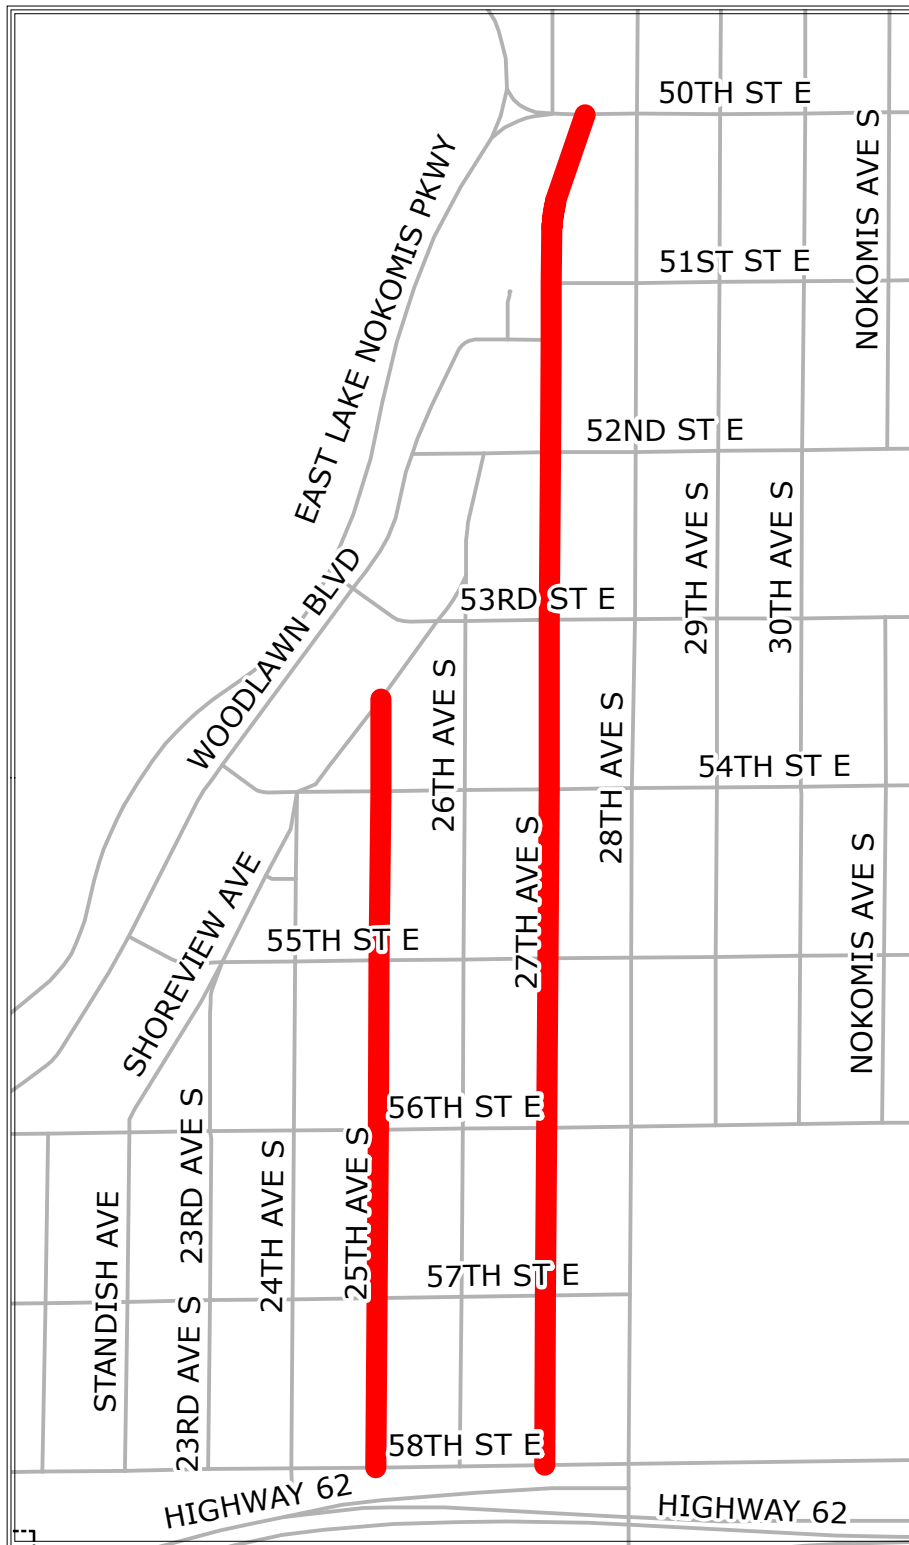 50TH ST E
NOKOMIS AVE S
EAST LAKE NOKOMIS PKWY
51ST ST E
52ND ST E
29TH AVE S
30TH AVE S
WOODLAWN BLVD
53RD ST E
26TH AVE S
28TH AVE S
54TH ST E
27TH AVE S
NOKOMIS AVE S
SHOREVIEW AVE
55TH ST E
23RD AVE S
56TH ST E
24TH AVE S
25TH AVE S
STANDISH AVE
57TH ST E
23RD AVE S
58TH ST E
HIGHWAY 62
HIGHWAY 62